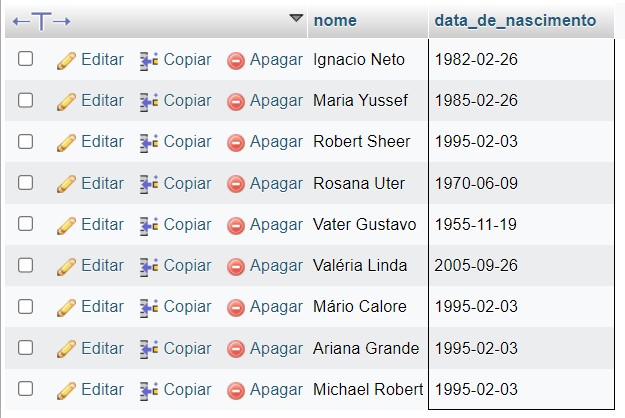 nome data_de_nascimento
Editar Copiar Apagar Ignacio Neto 1982-02-26
Editar Copiar Apagar Maria Yussef 1985-02-26
Editar Copiar Apagar Robert Sheer 1995-02-03
Editar Copiar Apagar Rosana Uter 1970-06-09
Editar Copiar Apagar Vater Gustavo 1955-11-19
Editar Copiar Apagar Valéria Linda 2005-09-26
Editar Copiar Apagar Mário Calore 1995-02-03
Editar Copiar Apagar Ariana Grande 1995-02-03
Editar Copiar Apagar Michael Robert 1995-02-03